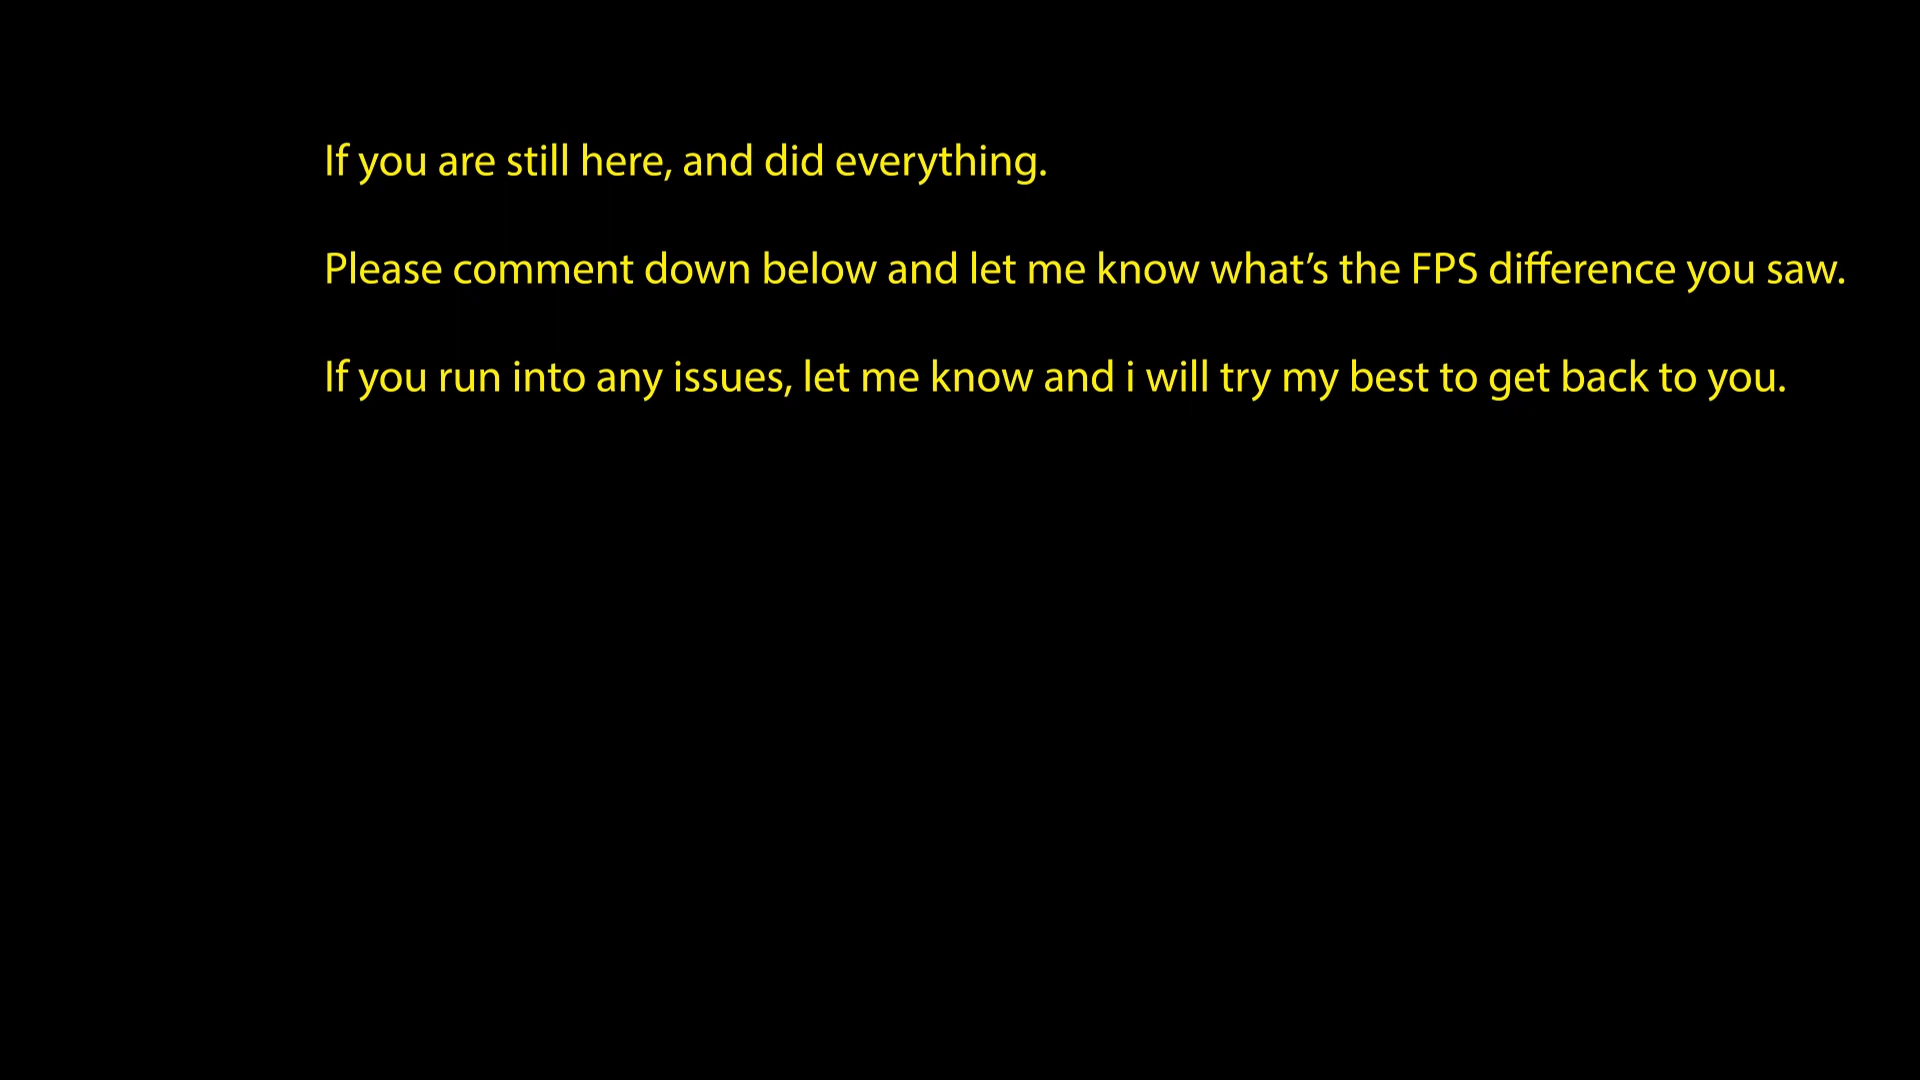 If you are still here, and did everything.
Please comment down below and let me know what’s the FPS difference you saw.
If you run into any issues, let me know and i will try my best to get back to you.